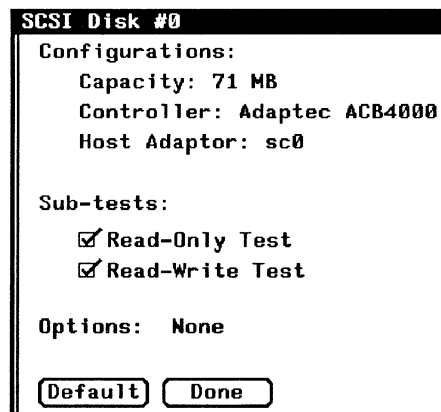 SCSI Disk #0
Configurations:
Capacity: 71 MB
Controller: Adaptec ACB4000
Host Adaptor: sc0
Sub-tests:
Read-Only Test
Read-Write Test
Options: None
Default Done